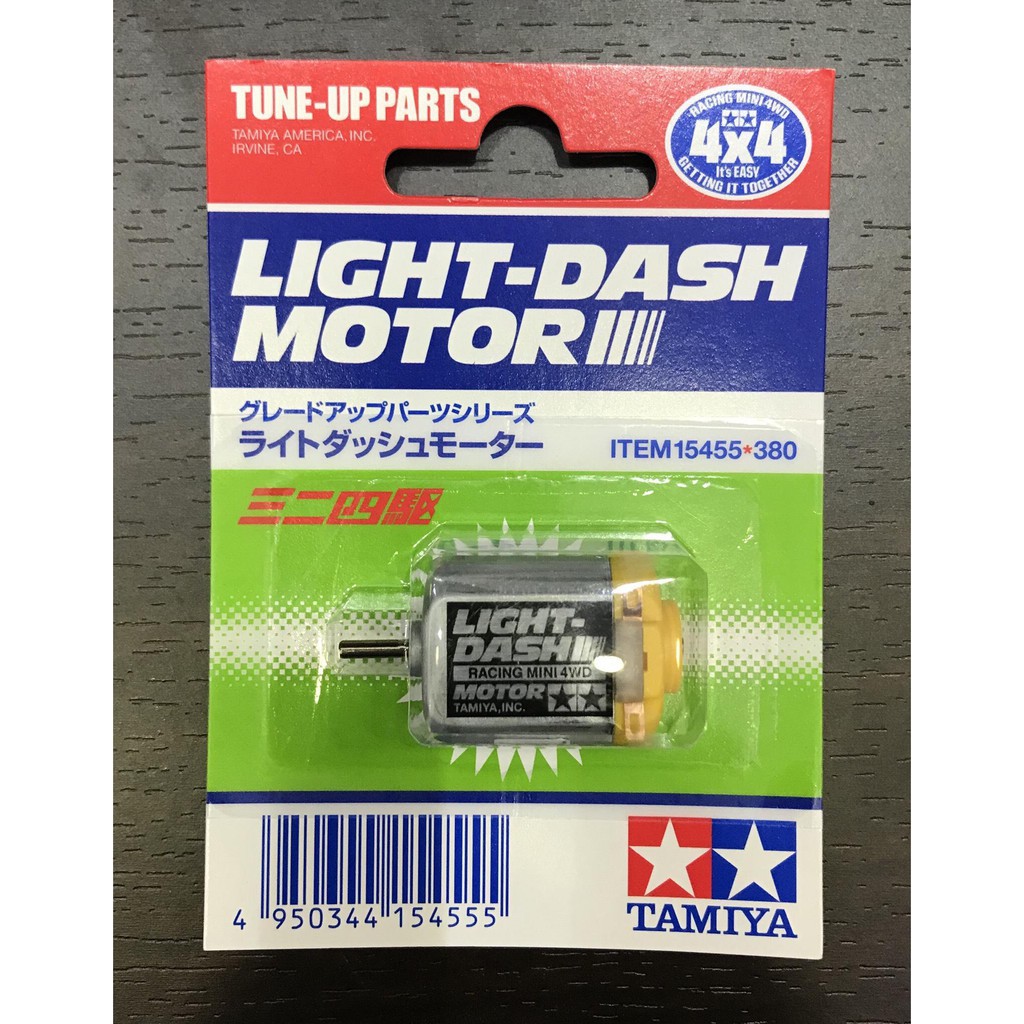 TUNE-UP PARTS
TAMIYA AMERICA, INC.
IRVINE, CA
RACING MINI 4WD
4x4
It's EASY
GETTING IT TOGETHER
LIGHT-DASH
MOTOR
グレードアップパーツシリーズ
ライトダッシュモーター
ITEM 15455*380
ミニ四駆
LIGHT-
DASH
RACING MINI 4WD
MOTOR
TAMIYA, INC.
4 950344 154555
TAMIYA